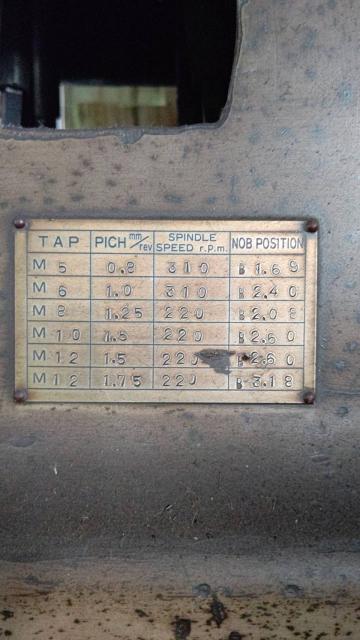 TAP PICH mm/rev SPINDLE SPEED r.p.m. NOB POSITION
M 5 0.8 310 B 1.69
M 6 1.0 310 B 2.40
M 8 1.25 220 B 2.08
M 10 1.5 220 B 2.60
M 12 1.5 220 B 2.60
M 12 1.75 220 B 3.18